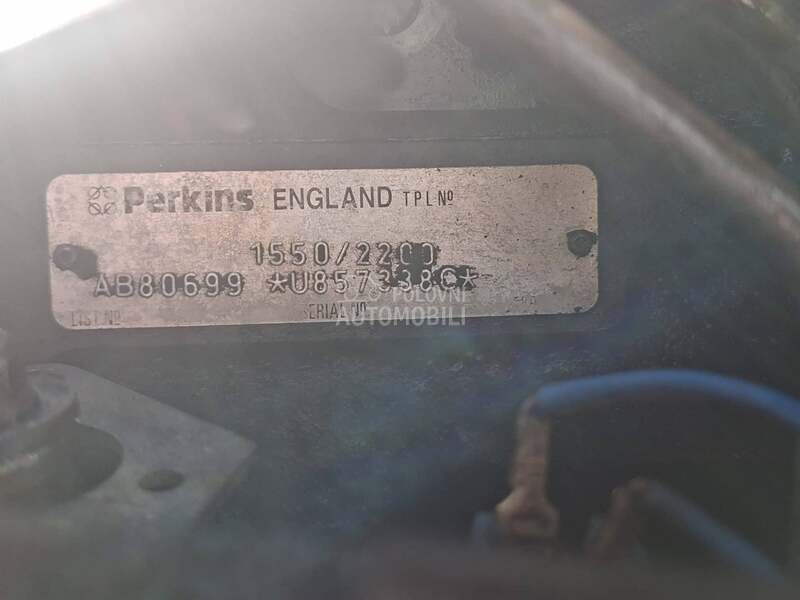 Perkins ENGLAND TPL Nº
1550/2200
AB80699 *U857338C*
POLOVNI
AUTOMOBILI
LIST Nº SERIAL Nº